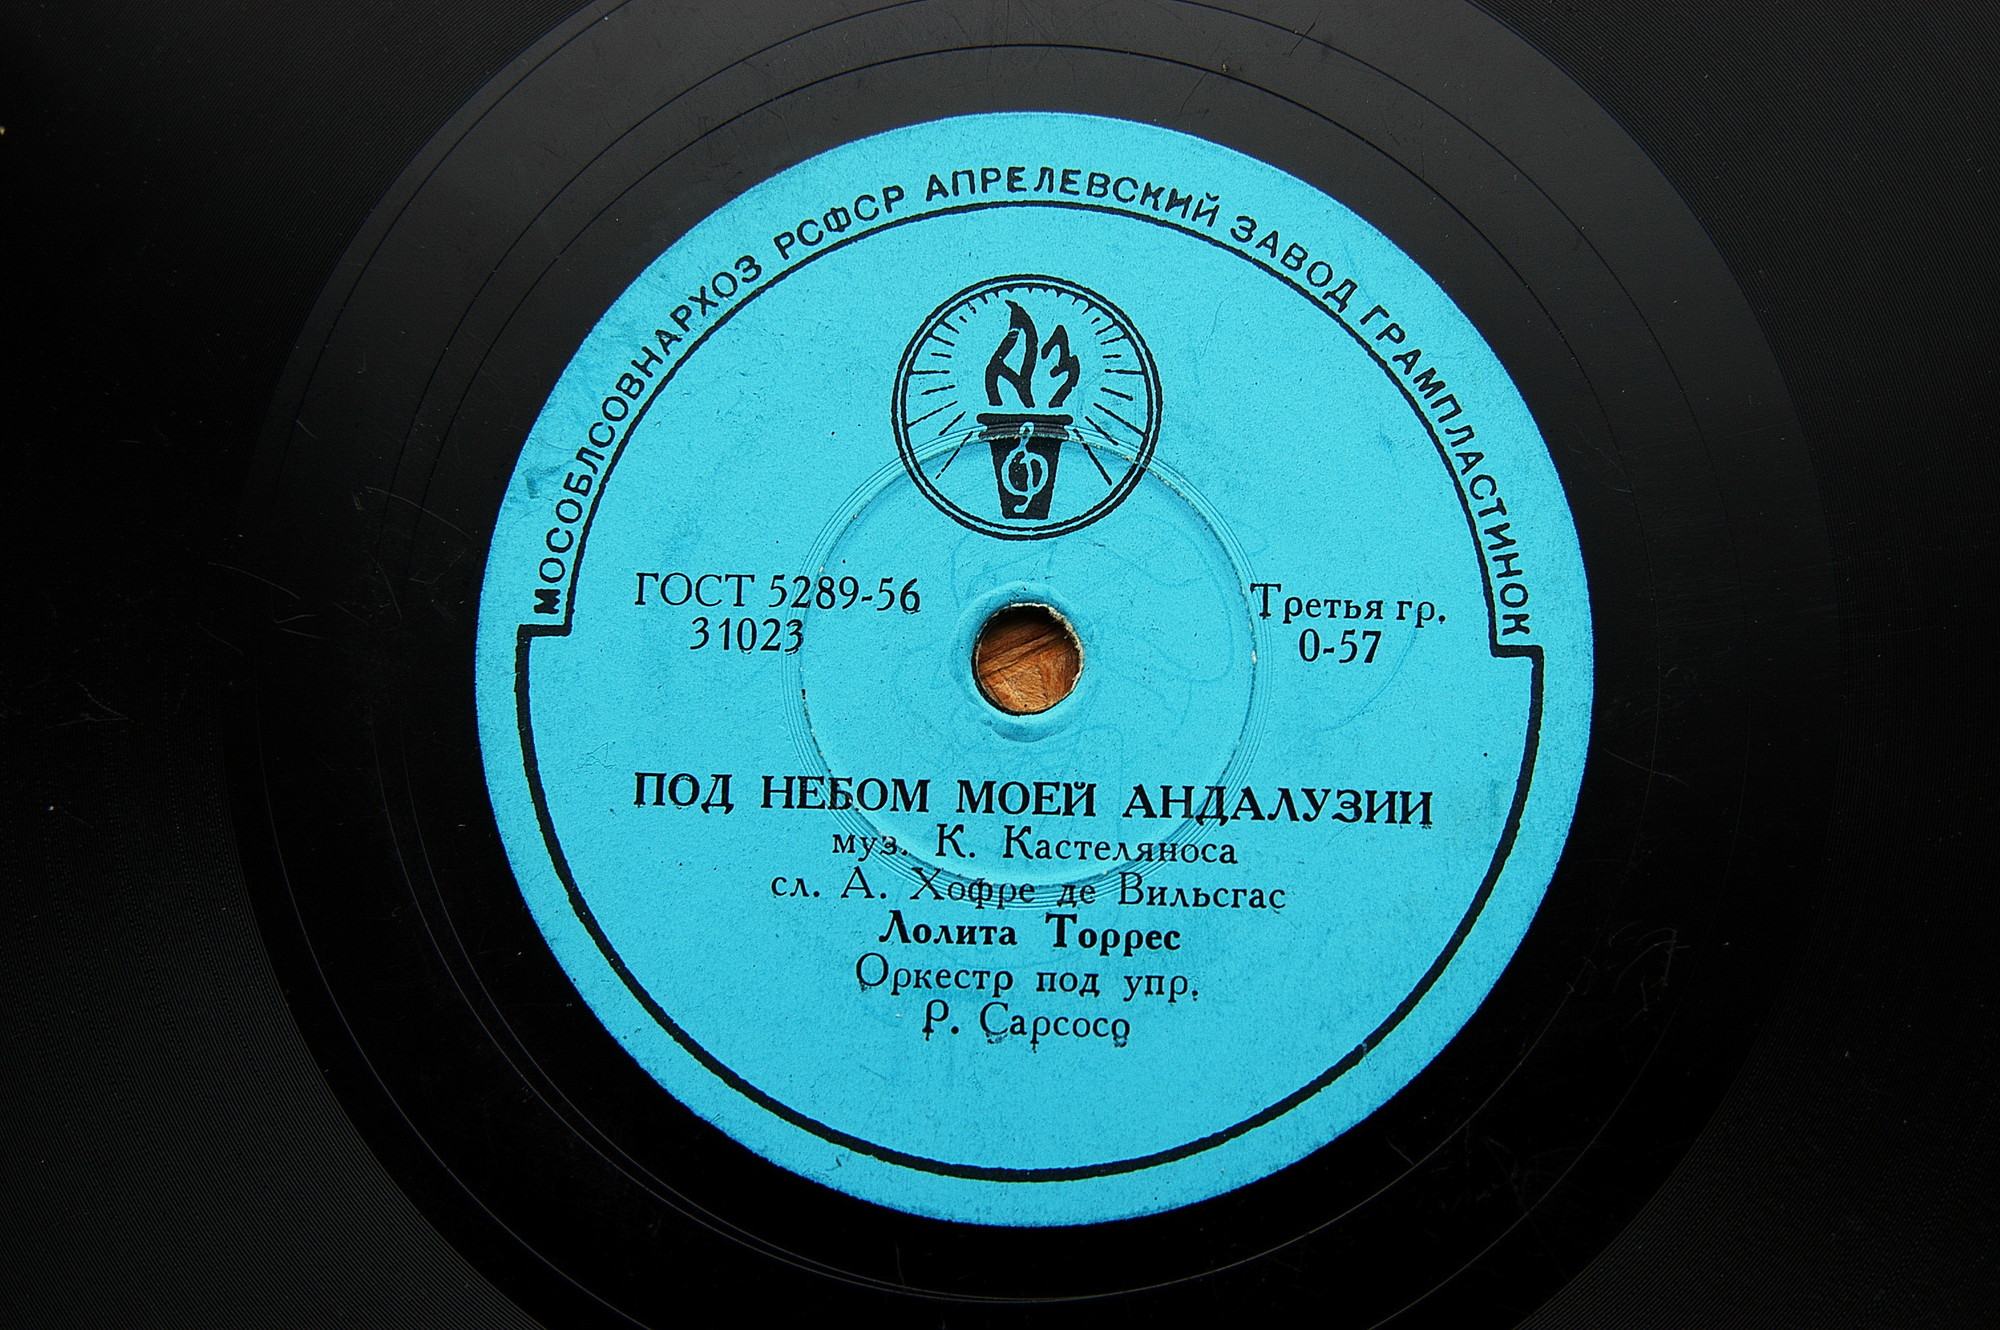 МОСОБЛСОВНАРХОЗ РСФСР АПРЕЛЕВСКИЙ ЗАВОД ГРАМПЛАСТИНОК
АЗ
ГОСТ 5289-56
31023
Третья гр.
0-57
ПОД НЕБОМ МОЕЙ АНДАЛУЗИИ
муз. К. Кастеляноса
сл. А. Хофре де Вильсгас
Лолита Торрес
Оркестр под упр.
Р. Сарсосо